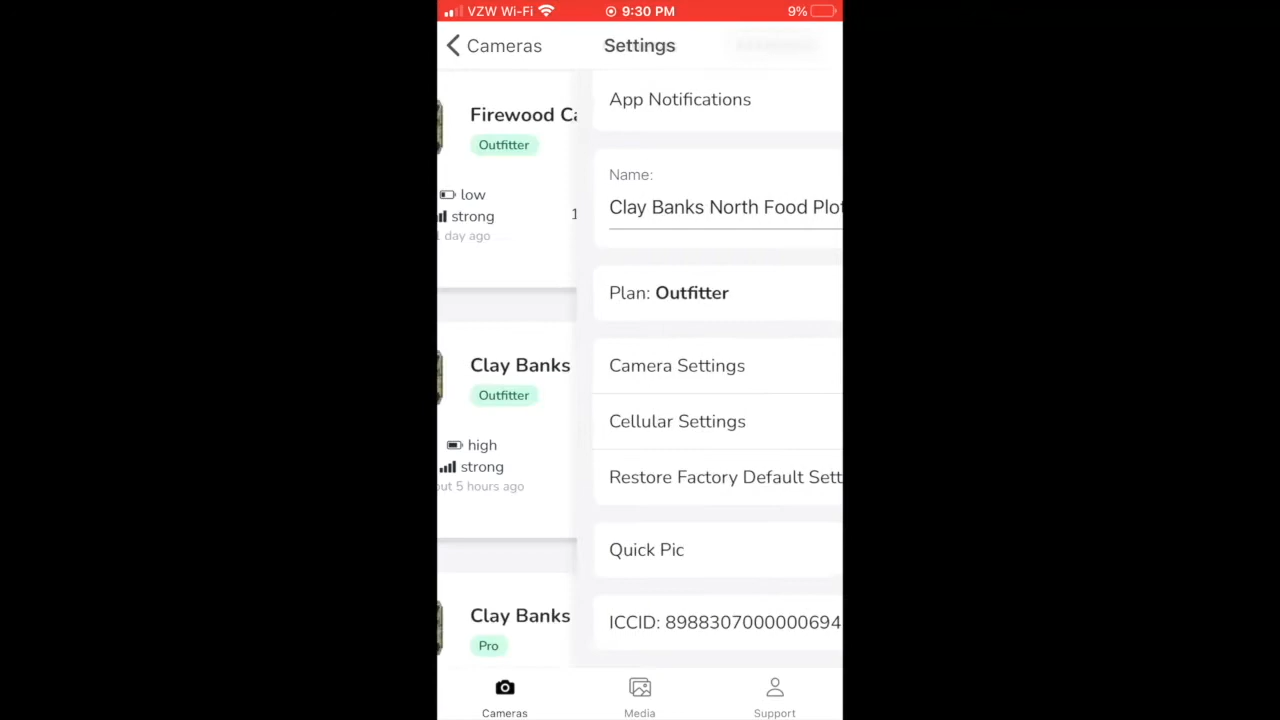 VZW Wi-Fi 9:30 PM 9%
Cameras Settings
Firewood Ca
Outfitter
low
strong 1
1 day ago
Clay Banks
Outfitter
high
strong
out 5 hours ago
Clay Banks
Pro
App Notifications
Name:
Clay Banks North Food Plot
Plan: Outfitter
Camera Settings
Cellular Settings
Restore Factory Default Sett
Quick Pic
ICCID: 8988307000000694
Cameras Media Support